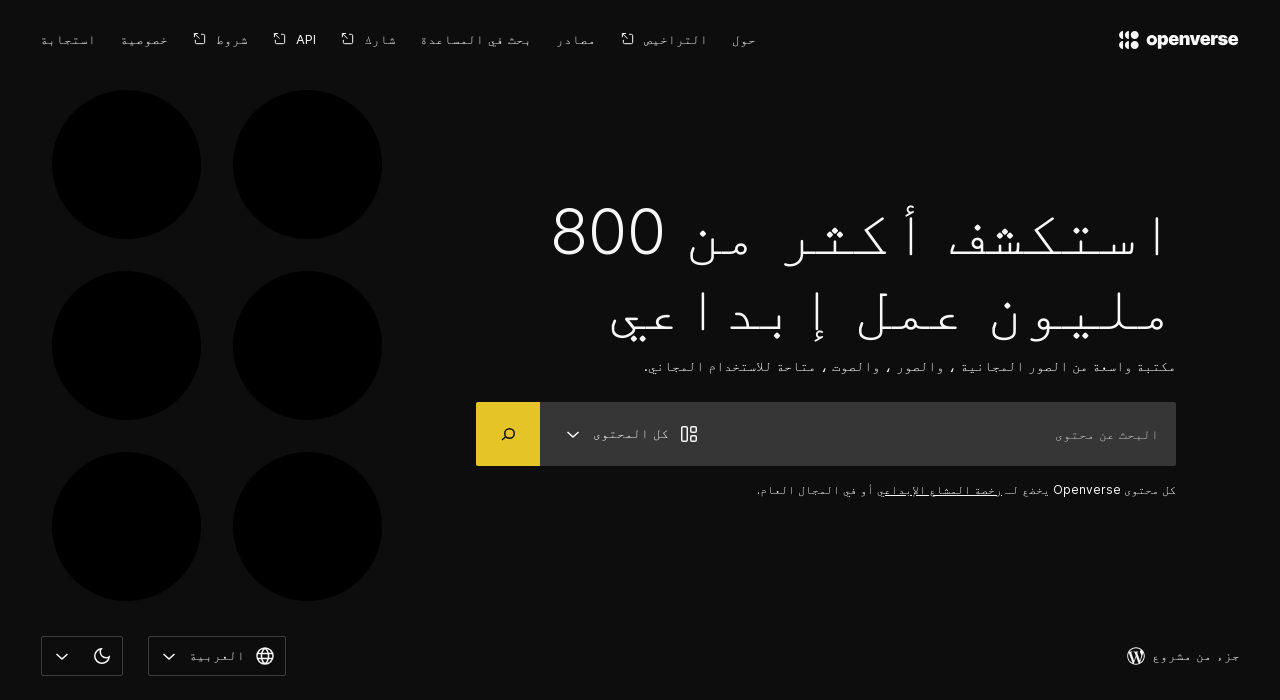 openverse
حول
التراخيص
مصادر
بحث في المساعدة
شارك
API
شروط
خصوصية
استجابة
استكشف أكثر من 800
مليون عمل إبداعي
مكتبة واسعة من الصور المجانية ، والصور ، والصوت ، متاحة للاستخدام المجاني.
البحث عن محتوى
كل المحتوى
كل محتوى Openverse يخضع لـ رخصة المشاع الإبداعي أو في المجال العام.
جزء من مشروع
العربية